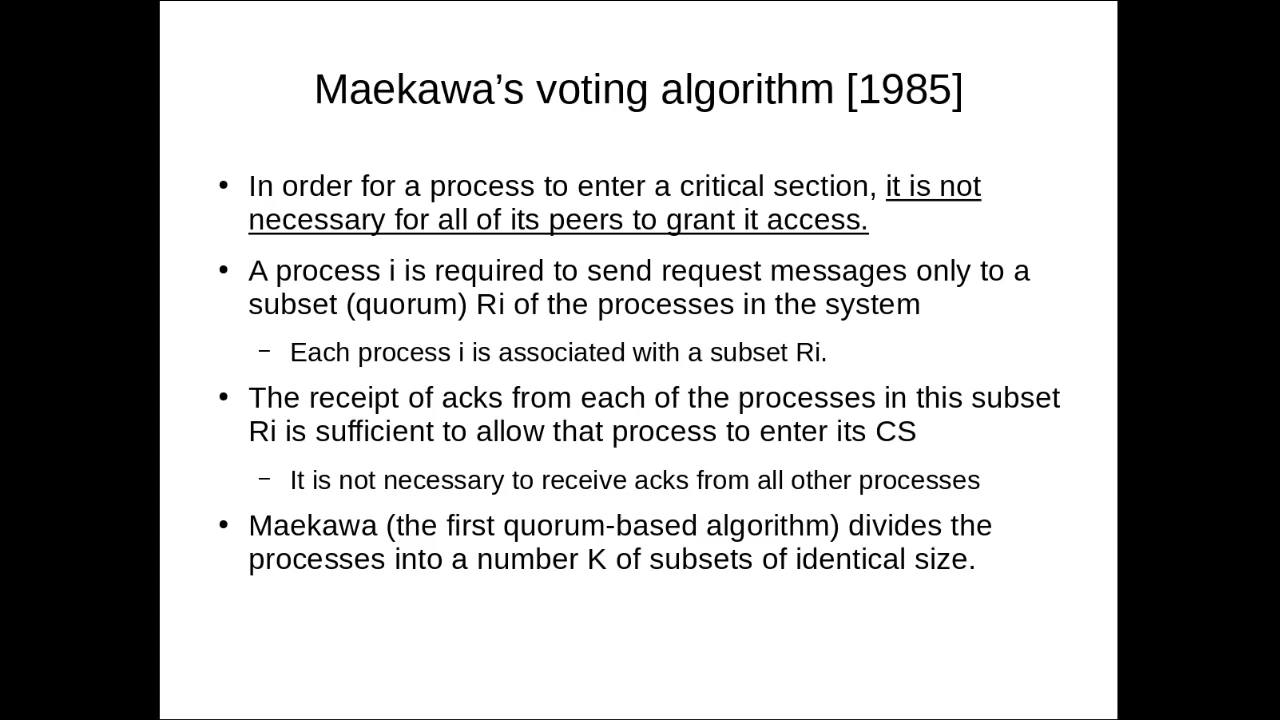 Maekawa’s voting algorithm [1985]
• In order for a process to enter a critical section, it is not
necessary for all of its peers to grant it access.
• A process i is required to send request messages only to a
subset (quorum) Ri of the processes in the system
– Each process i is associated with a subset Ri.
• The receipt of acks from each of the processes in this subset
Ri is sufficient to allow that process to enter its CS
– It is not necessary to receive acks from all other processes
• Maekawa (the first quorum-based algorithm) divides the
processes into a number K of subsets of identical size.